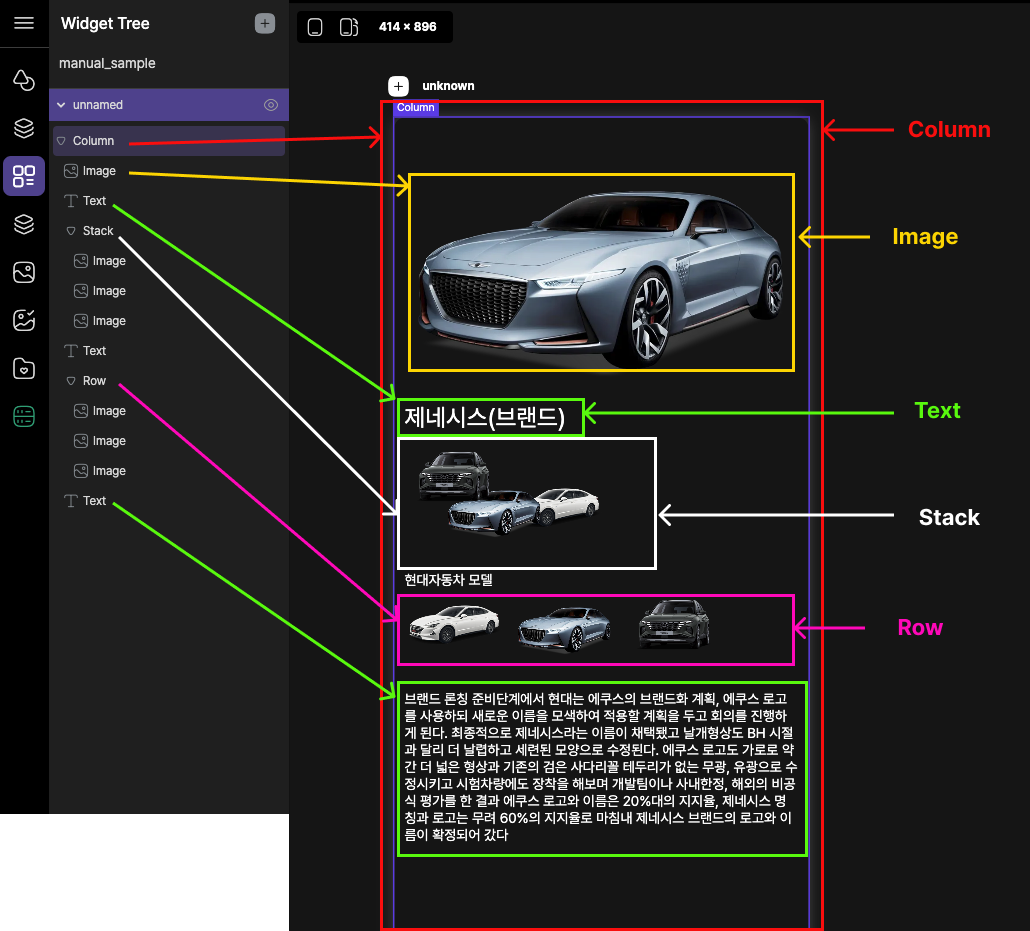 Widget Tree
manual_sample
unnamed
Column
Image
Text
Stack
Image
Image
Image
Text
Row
Image
Image
Image
Text
414 × 896
unknown
Column
Column
Image
Text
제네시스(브랜드)
Stack
현대자동차 모델
Row
브랜드 론칭 준비단계에서 현대는 에쿠스의 브랜드화 계획, 에쿠스 로고
를 사용하되 새로운 이름을 모색하여 적용할 계획을 두고 회의를 진행하
게 된다. 최종적으로 제네시스라는 이름이 채택됐고 날개형상도 BH 시절
과 달리 더 날렵하고 세련된 모양으로 수정된다. 에쿠스 로고도 가로로 약
간 더 넓은 형상과 기존의 검은 사다리꼴 테두리가 없는 무광, 유광으로 수
정시키고 시험차량에도 장착을 해보며 개발팀이나 사내한정, 해외의 비공
식 평가를 한 결과 에쿠스 로고와 이름은 20%대의 지지율, 제네시스 명
칭과 로고는 무려 60%의 지지율로 마침내 제네시스 브랜드의 로고와 이
름이 확정되어 갔다